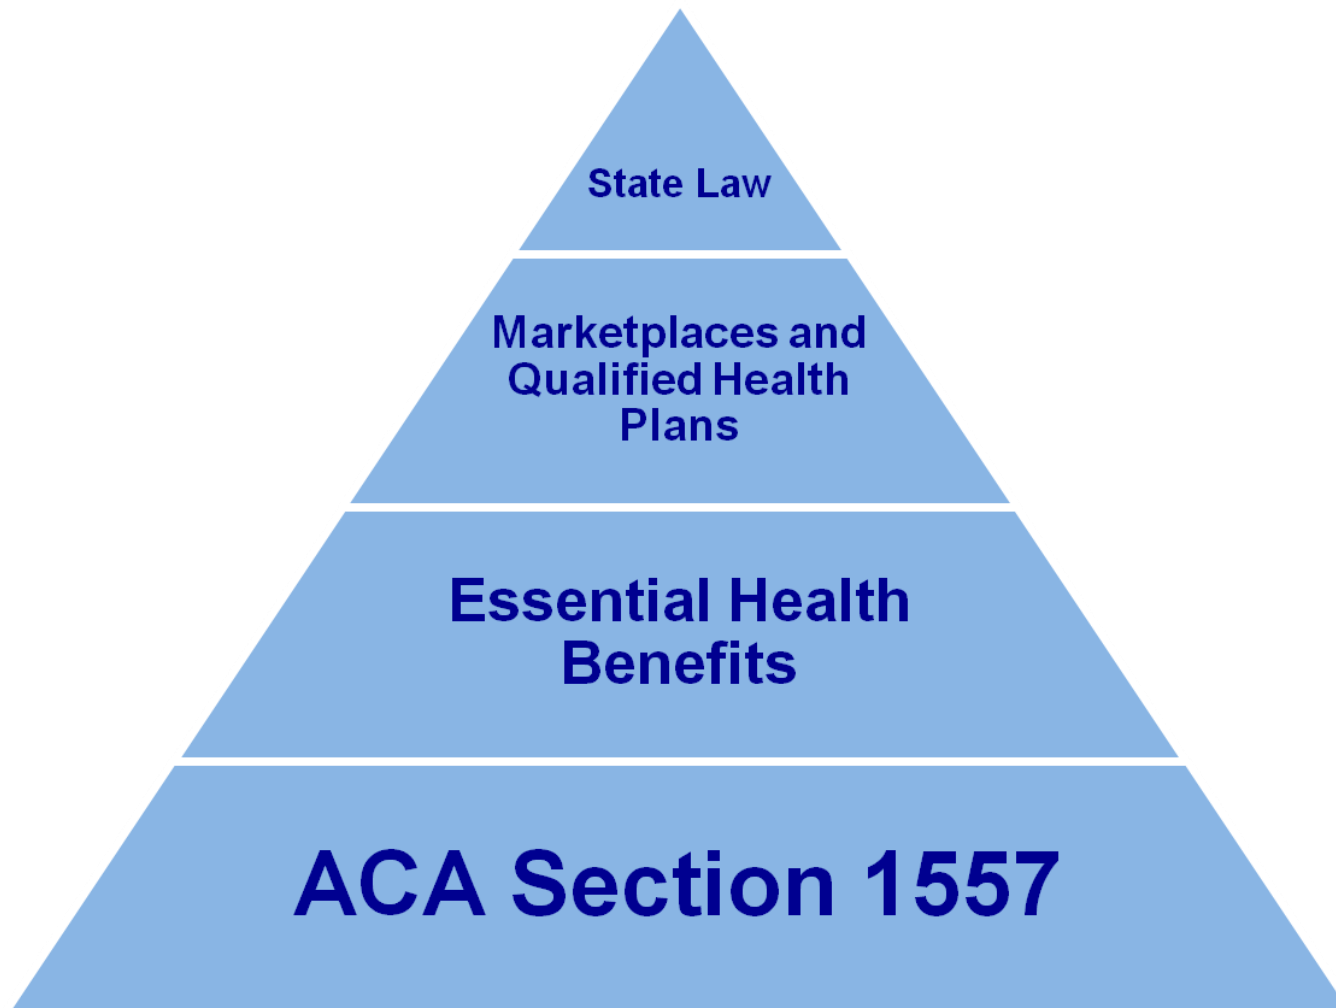 State Law
Marketplaces and
Qualified Health
Plans
Essential Health
Benefits
ACA Section 1557